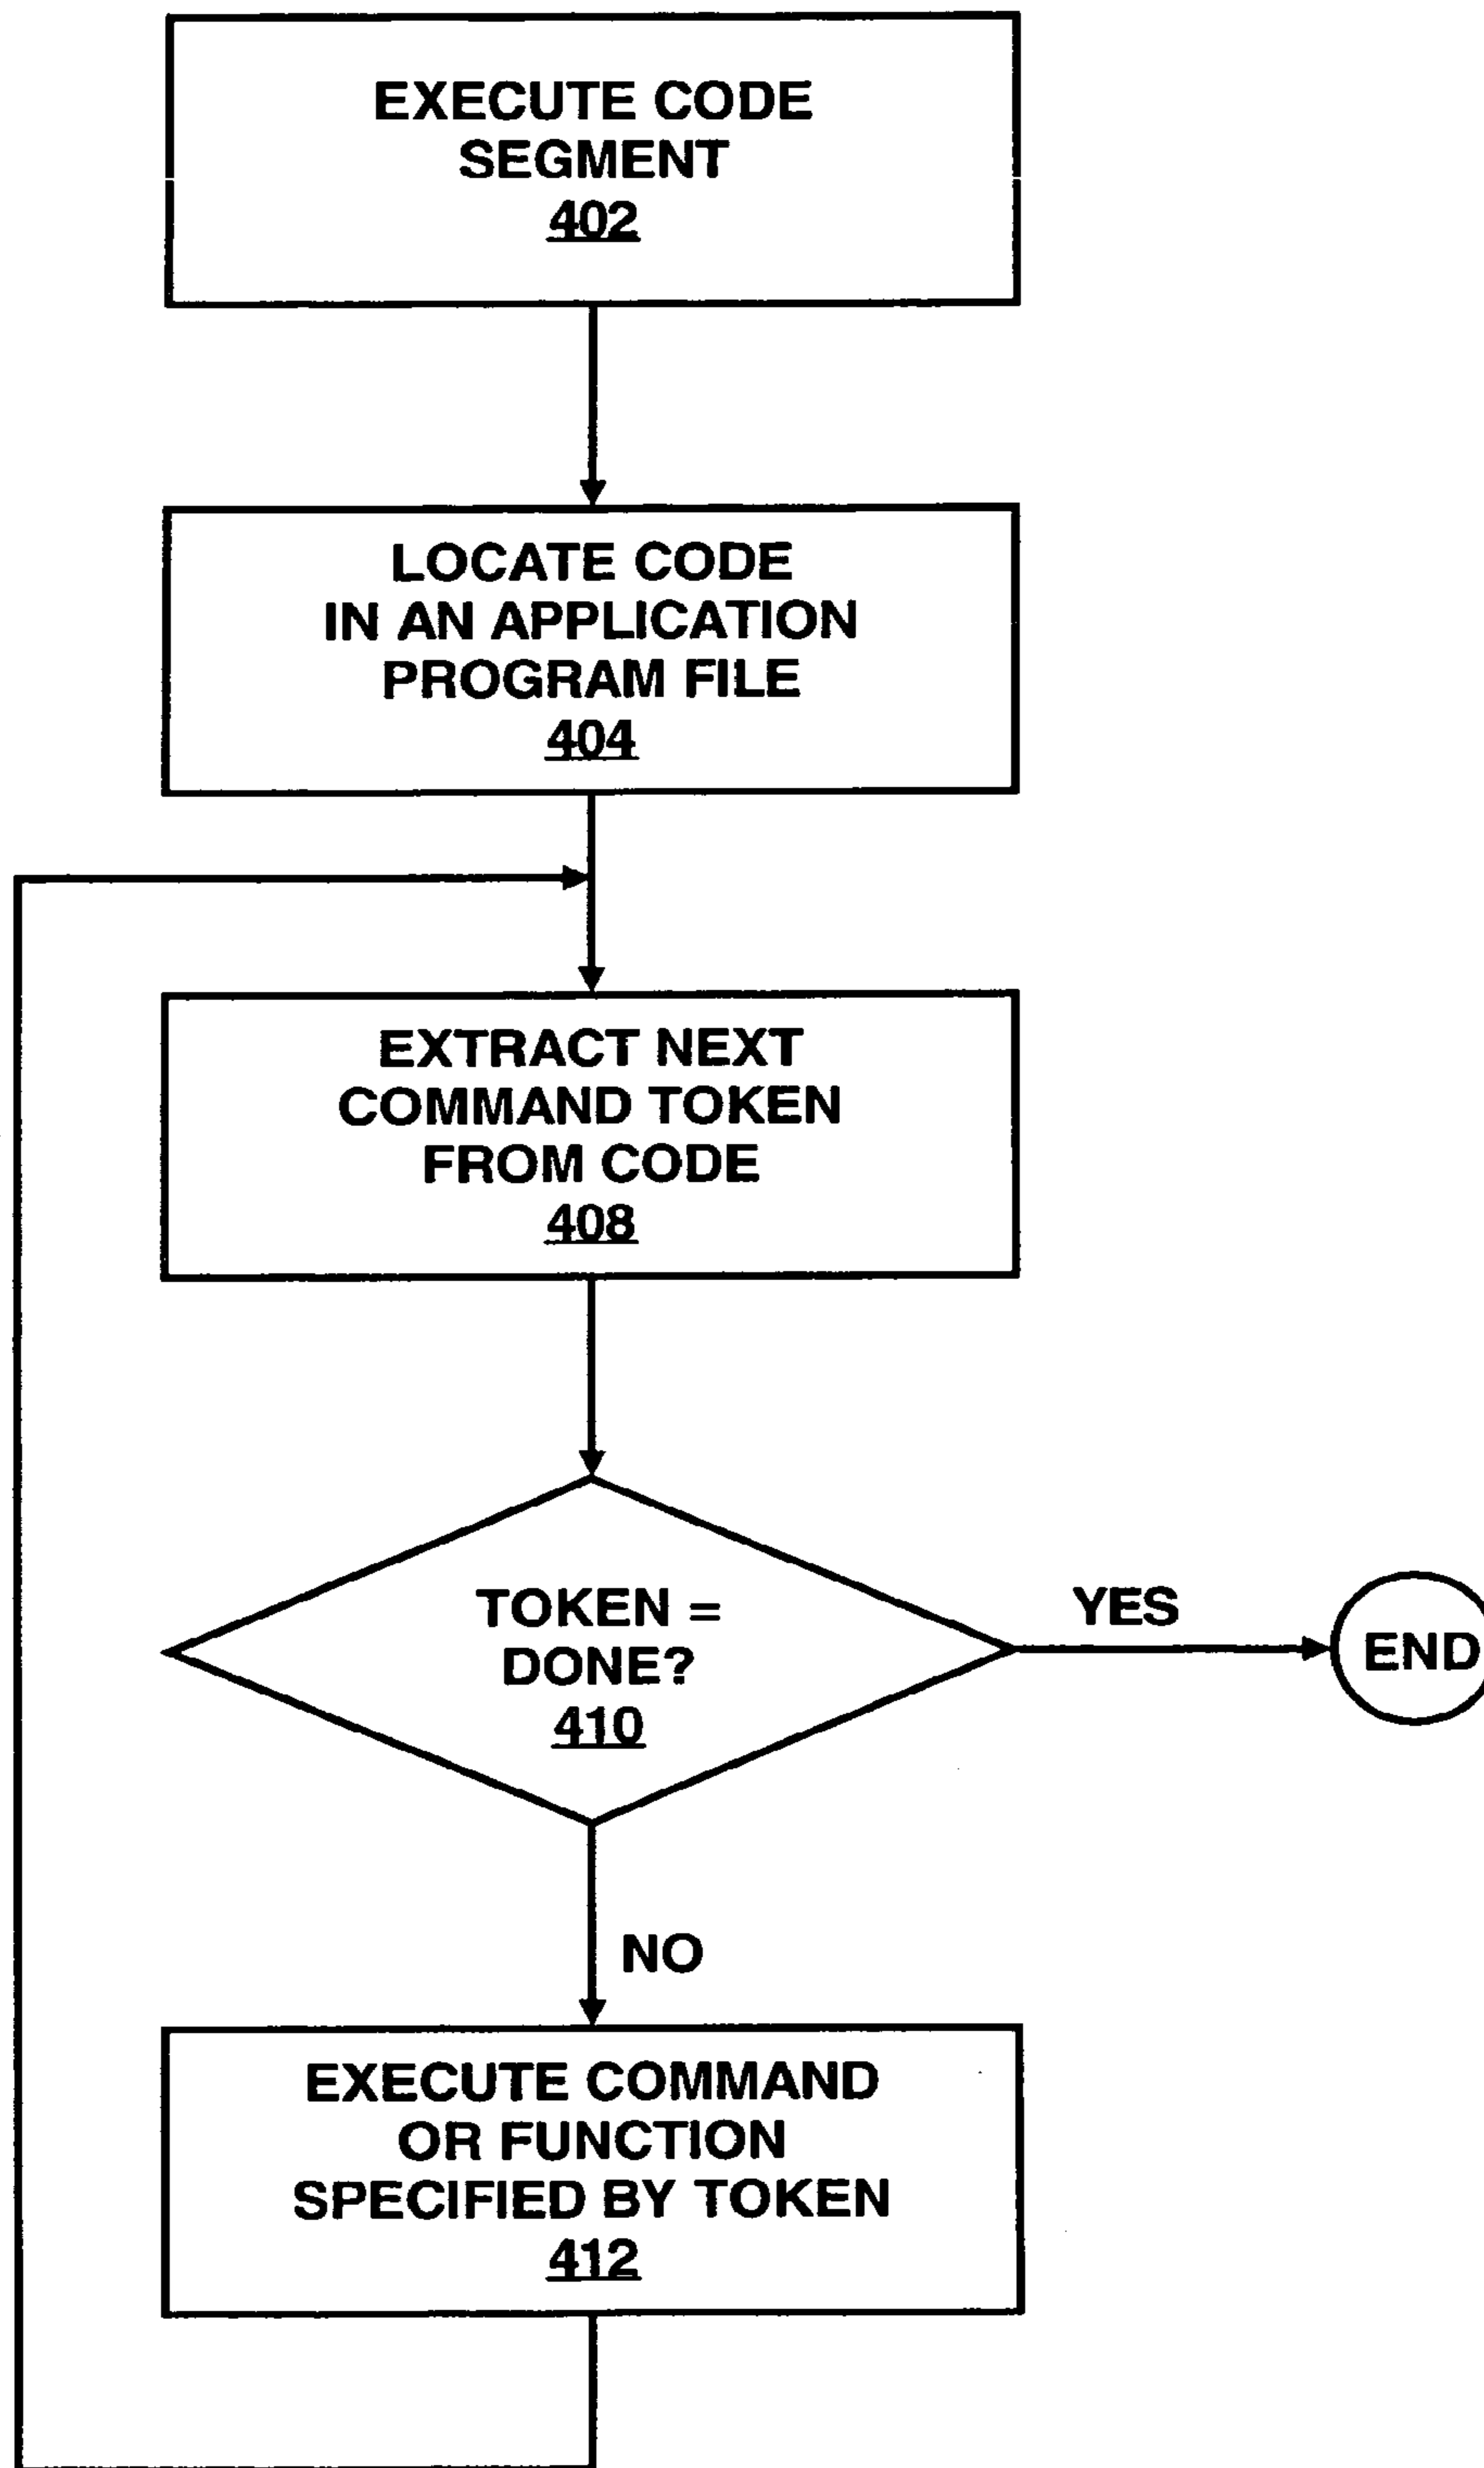 EXECUTE CODE
SEGMENT
402
LOCATE CODE
IN AN APPLICATION
PROGRAM FILE
404
EXTRACT NEXT
COMMAND TOKEN
FROM CODE
408
TOKEN =
DONE?
410
YES
END
NO
EXECUTE COMMAND
OR FUNCTION
SPECIFIED BY TOKEN
412